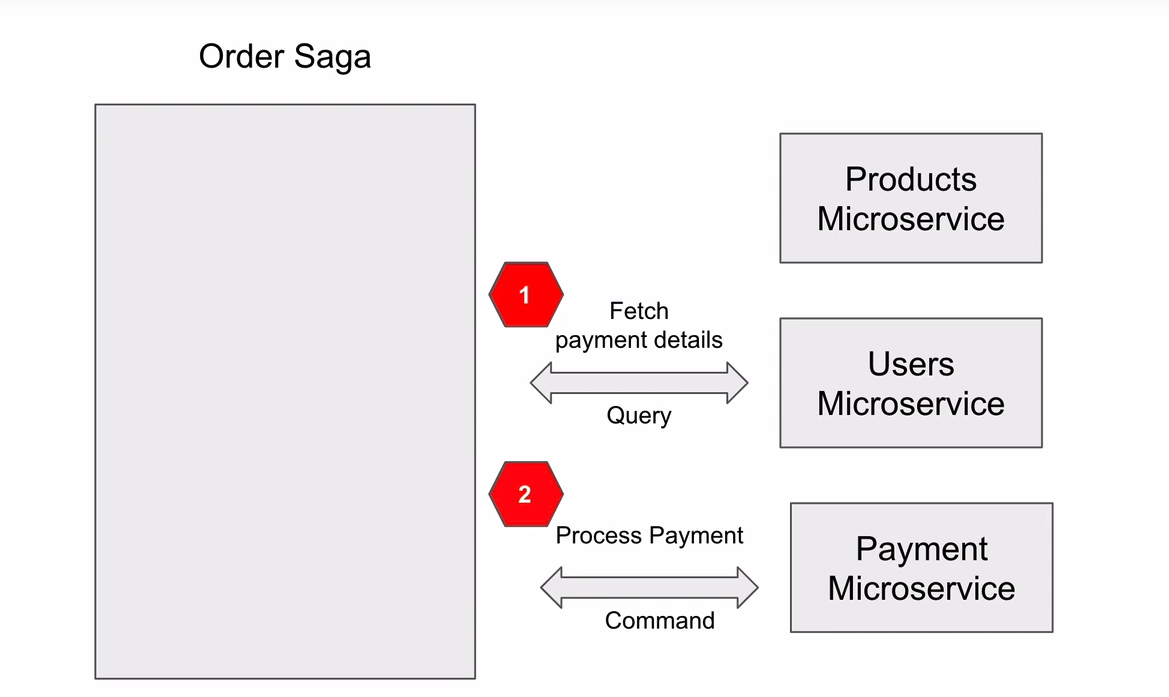 Order Saga
Products
Microservice
1
Fetch
payment details
Query
Users
Microservice
2
Process Payment
Command
Payment
Microservice